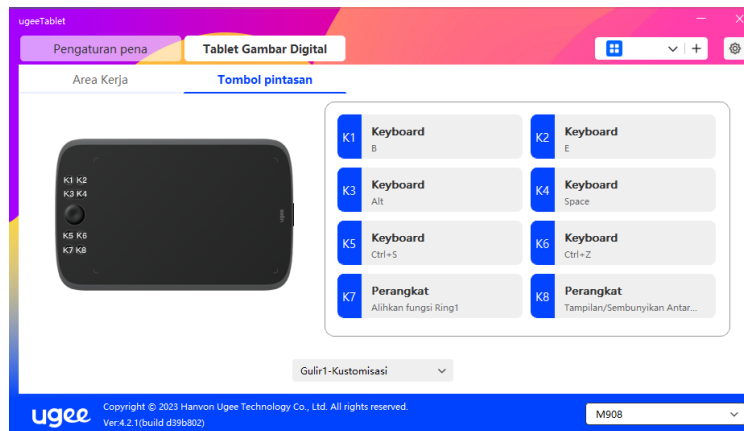 ugeeTablet
Pengaturan pena
Tablet Gambar Digital
Area Kerja
Tombol pintasan
K1 K2
K3 K4
K5 K6
K7 K8
ugee
K1
Keyboard
B
K2
Keyboard
E
K3
Keyboard
Alt
K4
Keyboard
Space
K5
Keyboard
Ctrl+S
K6
Keyboard
Ctrl+Z
K7
Perangkat
Alihkan fungsi Ring1
K8
Perangkat
Tampilan/Sembunyikan Antar...
Gulir1-Kustomisasi
ugee
Copyright © 2023 Hanvon Ugee Technology Co., Ltd. All rights reserved.
Ver:4.2.1(build d39b802)
M908